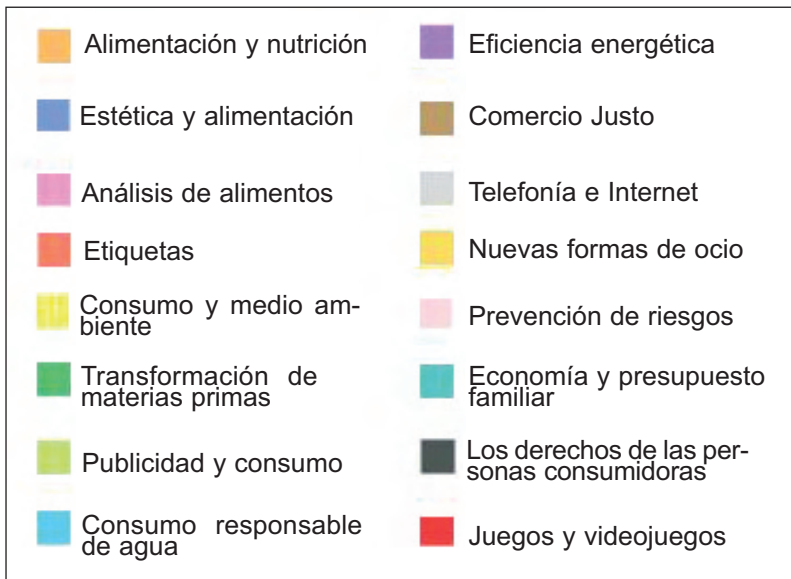 Alimentación y nutrición
Estética y alimentación
Análisis de alimentos
Etiquetas
Consumo y medio am-
biente
Transformación de
materias primas
Publicidad y consumo
Consumo responsable
de agua
Eficiencia energética
Comercio Justo
Telefonía e Internet
Nuevas formas de ocio
Prevención de riesgos
Economía y presupuesto
familiar
Los derechos de las per-
sonas consumidoras
Juegos y videojuegos